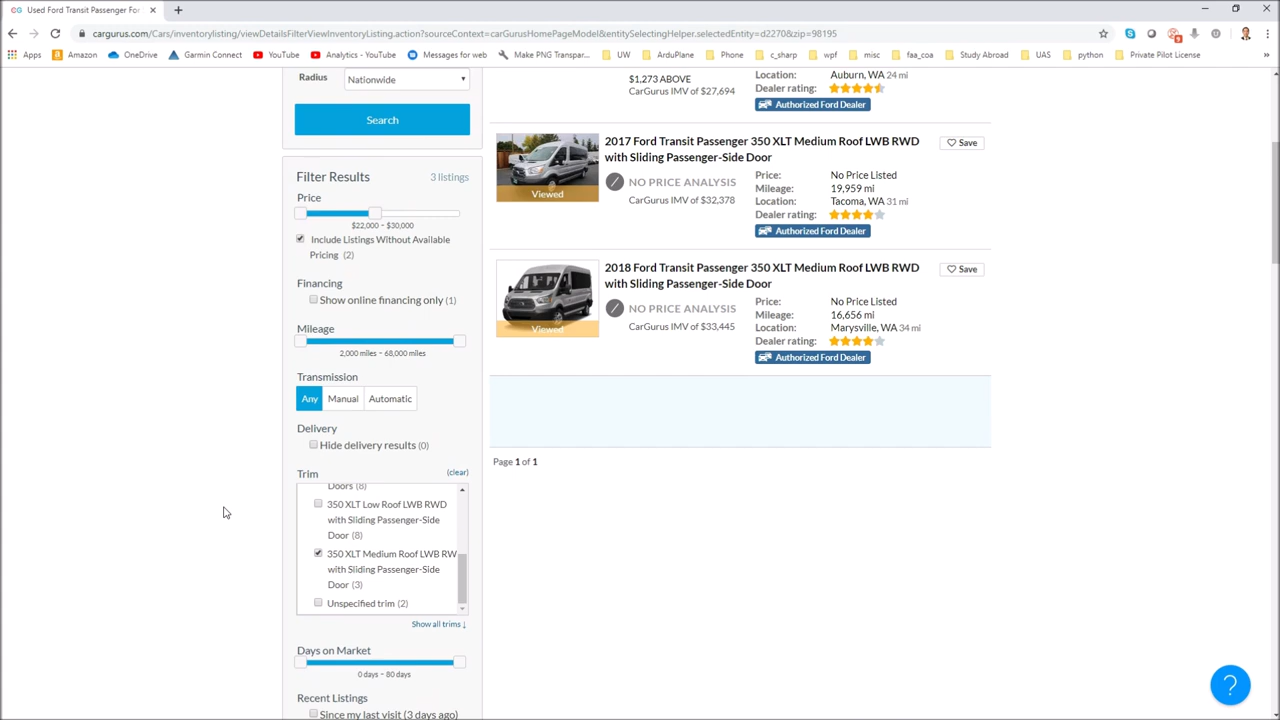 Used Ford Transit Passenger For
cargurus.com/Cars/inventorylisting/viewDetailsFilterViewInventoryListing.action?sourceContext=carGurusHomePageModel&entitySelectingHelper.selectedEntity=d2270&zip=98195
Apps Amazon OneDrive Garmin Connect YouTube Analytics - YouTube Messages for web Make PNG Transpar... UW ArduPlane Phone c_sharp wpf misc faa_coa Study Abroad UAS python Private Pilot License
Radius Nationwide
Search
Filter Results 3 listings
Price
$22,000 – $30,000
Include Listings Without Available
Pricing (2)
Financing
Show online financing only (1)
Mileage
2,000 miles – 68,000 miles
Transmission
Any Manual Automatic
Delivery
Hide delivery results (0)
Trim (clear)
Doors (8)
350 XLT Low Roof LWB RWD
with Sliding Passenger-Side
Door (8)
350 XLT Medium Roof LWB RW
with Sliding Passenger-Side
Door (3)
Unspecified trim (2)
Show all trims ↓
Days on Market
0 days – 80 days
Recent Listings
Since my last visit (3 days ago)
$1,273 ABOVE
CarGurus IMV of $27,694
Location: Auburn, WA 24 mi
Dealer rating:
Authorized Ford Dealer
2017 Ford Transit Passenger 350 XLT Medium Roof LWB RWD
with Sliding Passenger-Side Door
Save
Viewed
NO PRICE ANALYSIS
CarGurus IMV of $32,378
Price: No Price Listed
Mileage: 19,959 mi
Location: Tacoma, WA 31 mi
Dealer rating:
Authorized Ford Dealer
2018 Ford Transit Passenger 350 XLT Medium Roof LWB RWD
with Sliding Passenger-Side Door
Save
Viewed
NO PRICE ANALYSIS
CarGurus IMV of $33,445
Price: No Price Listed
Mileage: 16,656 mi
Location: Marysville, WA 34 mi
Dealer rating:
Authorized Ford Dealer
Page 1 of 1
?